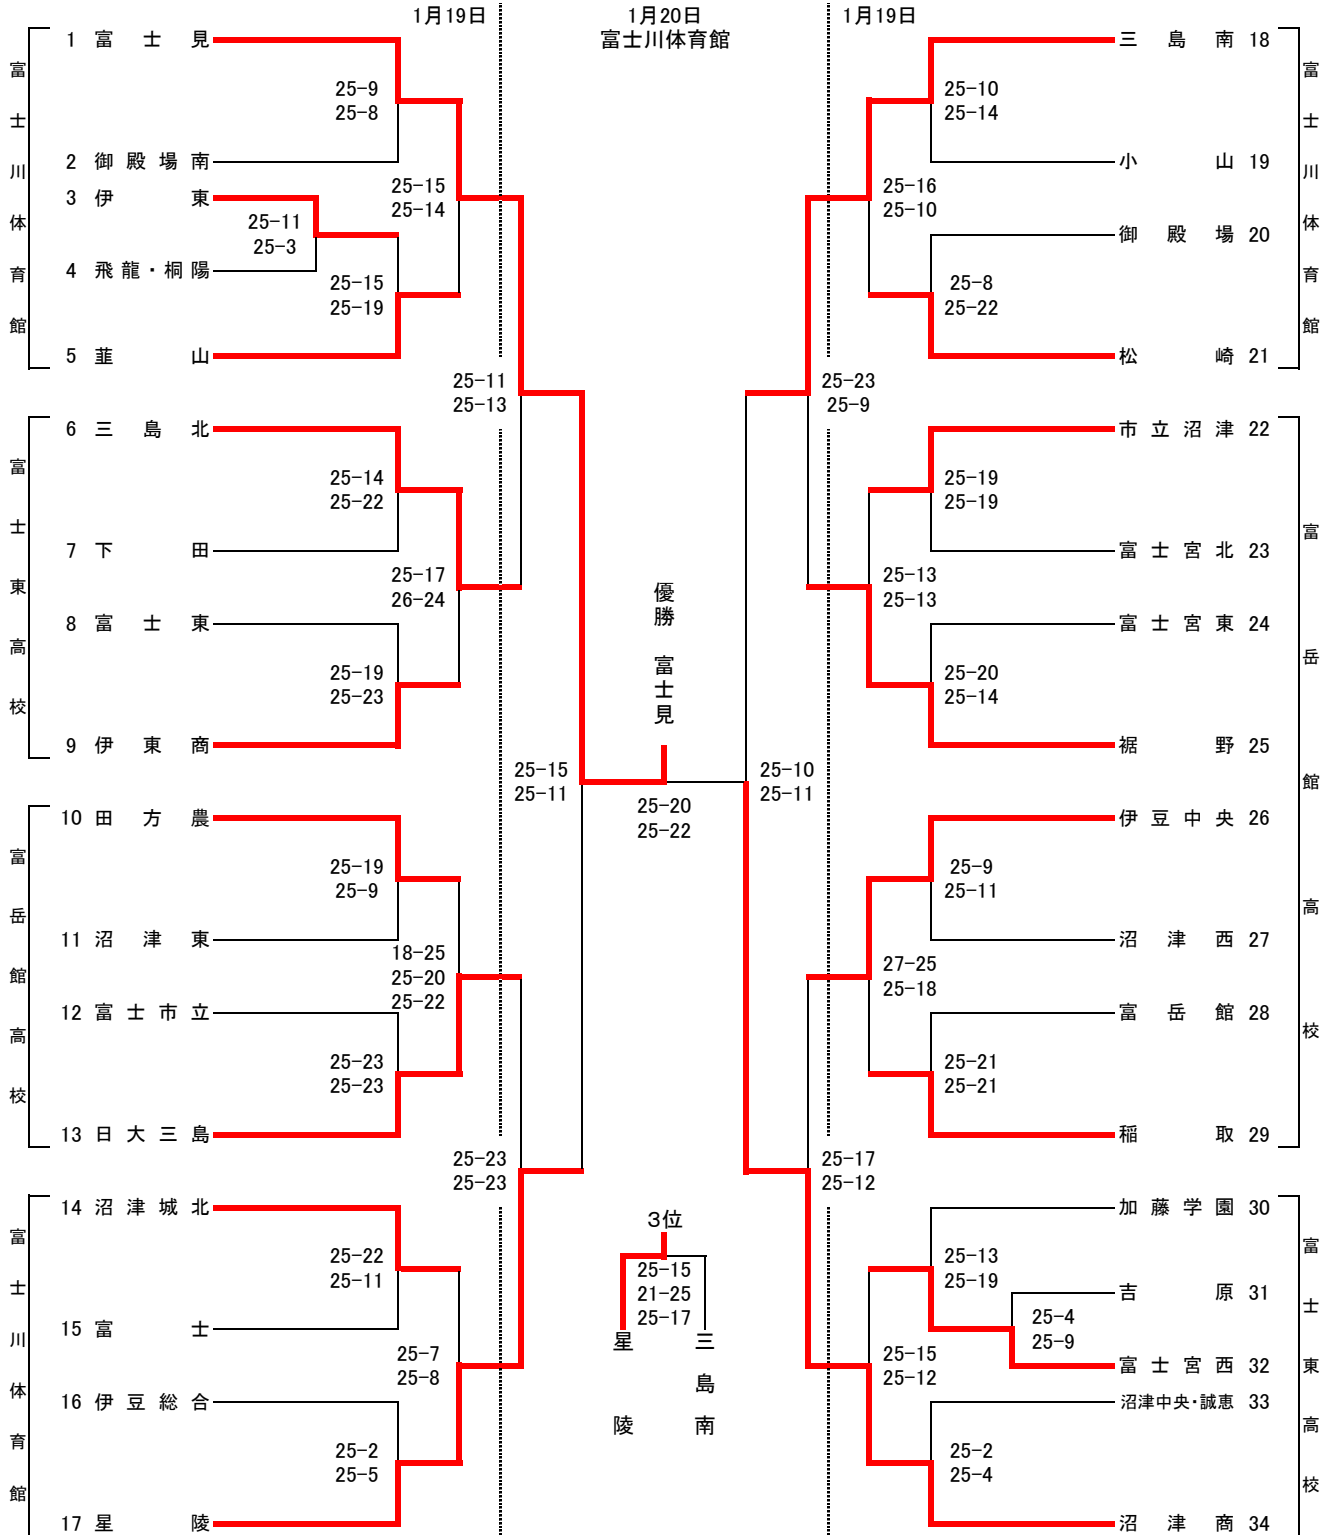 1月19日
1月20日
富士川体育館
1月19日
富士川体育館
1 富士見
25-9
25-8
2 御殿場南
3 伊東
25-11
25-3
4 飛龍・桐陽
25-15
25-14
25-15
25-19
5 韮山
25-11
25-13
富士東高校
6 三島北
25-14
25-22
7 下田
25-17
26-24
8 富士東
25-19
25-23
9 伊東商
25-15
25-11
富岳館高校
10 田方農
25-19
25-9
11 沼津東
18-25
25-20
25-22
12 富士市立
25-23
25-23
13 日大三島
25-23
25-23
富士川体育館
14 沼津城北
25-22
25-11
15 富士
25-7
25-8
16 伊豆総合
25-2
25-5
17 星陵
優勝 富士見
25-20
25-22
3位
25-15
21-25
25-17
星陵
三島南
富士川体育館
三島南 18
25-10
25-14
小山 19
25-16
25-10
御殿場 20
25-8
25-22
松崎 21
25-23
25-9
富岳館高校
市立沼津 22
25-19
25-19
富士宮北 23
25-13
25-13
富士宮東 24
25-20
25-14
裾野 25
25-10
25-11
伊豆中央 26
25-9
25-11
沼津西 27
27-25
25-18
富岳館 28
25-21
25-21
稲取 29
25-17
25-12
富士東高校
加藤学園 30
25-13
25-19
吉原 31
25-4
25-9
富士宮西 32
25-15
25-12
沼津中央・誠恵 33
25-2
25-4
沼津商 34